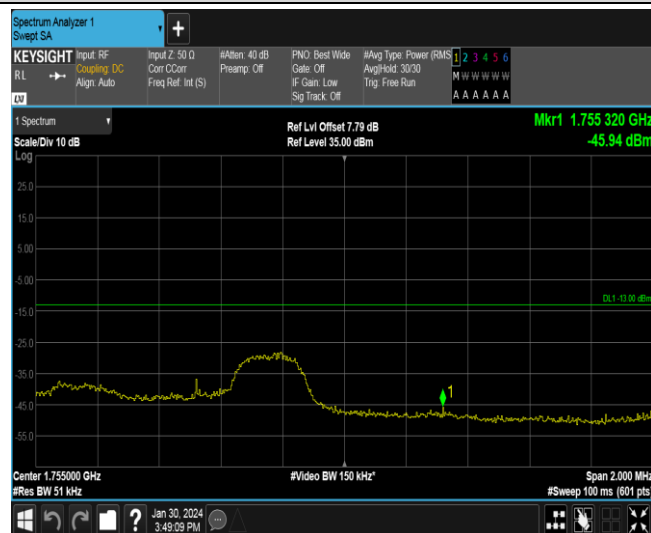 Spectrum Analyzer 1
Swept SA
+
KEYSIGHT
RL
LXI
Input: RF
Coupling: DC
Align: Auto
Input Z: 50 Ω
Corr CCorr
Freq Ref: Int (S)
#Atten: 40 dB
Preamp: Off
PNO: Best Wide
Gate: Off
IF Gain: Low
Sig Track: Off
#Avg Type: Power (RMS
Avg|Hold: 30/30
Trig: Free Run
1 2 3 4 5 6
M W W W W W
A A A A A A
1 Spectrum
Scale/Div 10 dB
Log
Ref Lvl Offset 7.79 dB
Ref Level 35.00 dBm
Mkr1 1.755 320 GHz
-45.94 dBm
25.0
15.0
5.00
-5.00
-15.0
-25.0
-35.0
-45.0
-55.0
DL1 -13.00 dBm
1
Center 1.755000 GHz
#Res BW 51 kHz
#Video BW 150 kHz*
Span 2.000 MHz
#Sweep 100 ms (601 pts)
?
Jan 30, 2024
3:49:09 PM